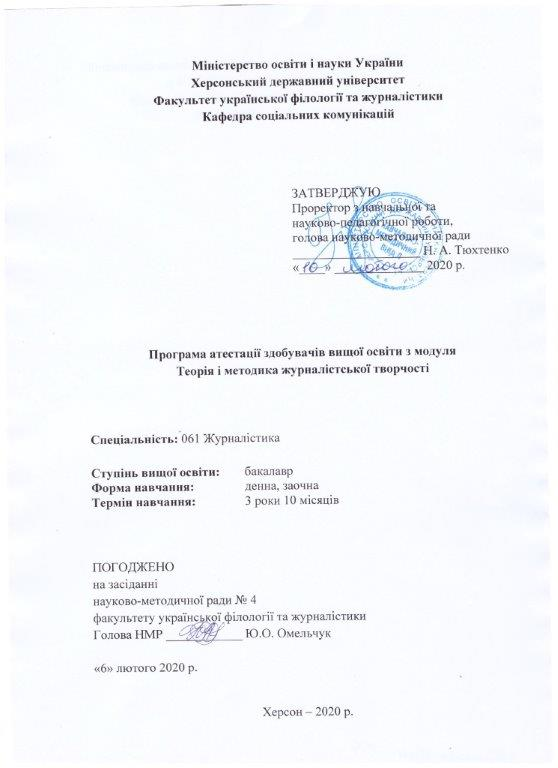 Міністерство освіти і науки України
Херсонський державний університет
Факультет української філології та журналістики
Кафедра соціальних комунікацій
ЗАТВЕРДЖУЮ
Проректор з навчальної та
науково-педагогічної роботи,
голова науково-методичної ради
Н. А. Тюхтенко
«10» лютого 2020 р.
Програма атестації здобувачів вищої освіти з модуля
Теорія і методика журналістської творчості
Спеціальність: 061 Журналістика
Ступінь вищої освіти: бакалавр
Форма навчання: денна, заочна
Термін навчання: 3 роки 10 місяців
ПОГОДЖЕНО
на засіданні
науково-методичної ради № 4
факультету української філології та журналістики
Голова НМР ____________ Ю.О. Омельчук
«6» лютого 2020 р.
Херсон – 2020 р.